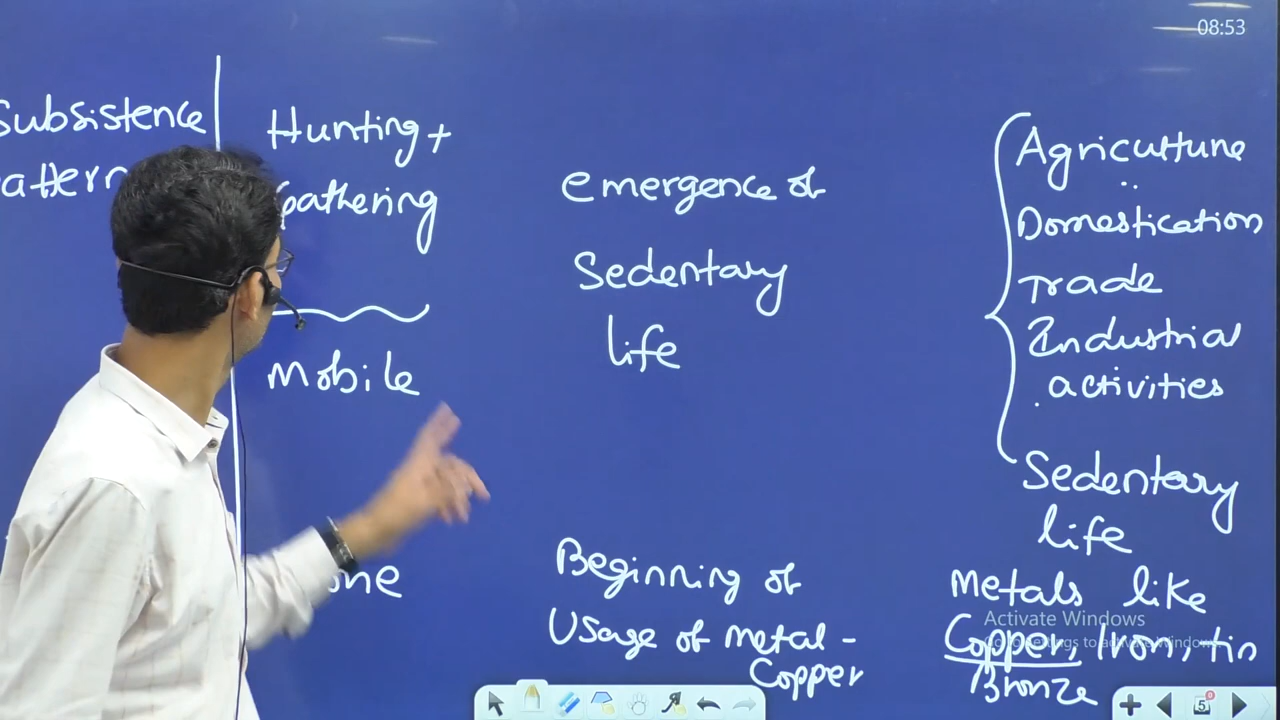 08:53
Subsistence
Hunting +
gathering
Mobile
emergence of
Sedentary
life
Beginning of
Usage of metal -
Copper
Agriculture
Domestication
Trade
Industrial
activities
Sedentary
life
Metals like
Copper, Iron, tin
Bronze
Activate Windows
5